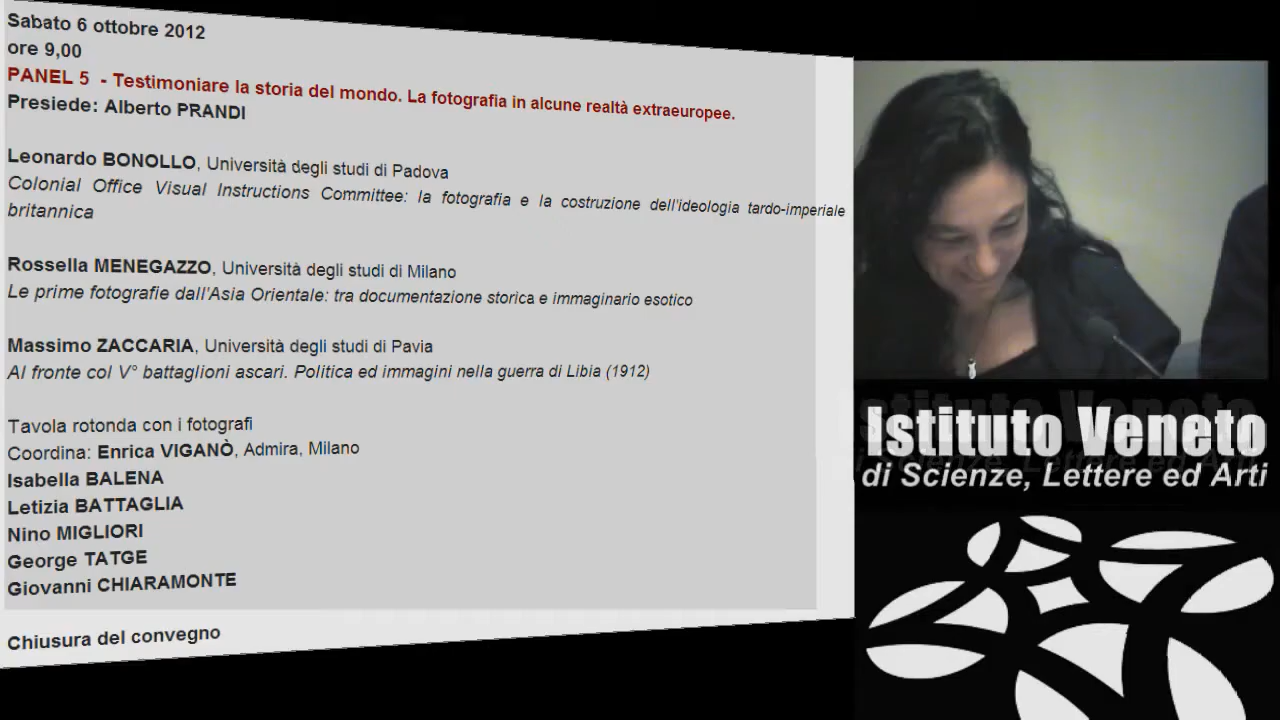 Sabato 6 ottobre 2012
ore 9,00
PANEL 5 - Testimoniare la storia del mondo. La fotografia in alcune realtà extraeuropee.
Presiede: Alberto PRANDI
Leonardo BONOLLO, Università degli studi di Padova
Colonial Office Visual Instructions Committee: la fotografia e la costruzione dell'ideologia tardo-imperiale
britannica
Rossella MENEGAZZO, Università degli studi di Milano
Le prime fotografie dall'Asia Orientale: tra documentazione storica e immaginario esotico
Massimo ZACCARIA, Università degli studi di Pavia
Al fronte col V° battaglioni ascari. Politica ed immagini nella guerra di Libia (1912)
Tavola rotonda con i fotografi
Coordina: Enrica VIGANÒ, Admira, Milano
Isabella BALENA
Letizia BATTAGLIA
Nino MIGLIORI
George TATGE
Giovanni CHIARAMONTE
Chiusura del convegno
Istituto Veneto
di Scienze, Lettere ed Arti